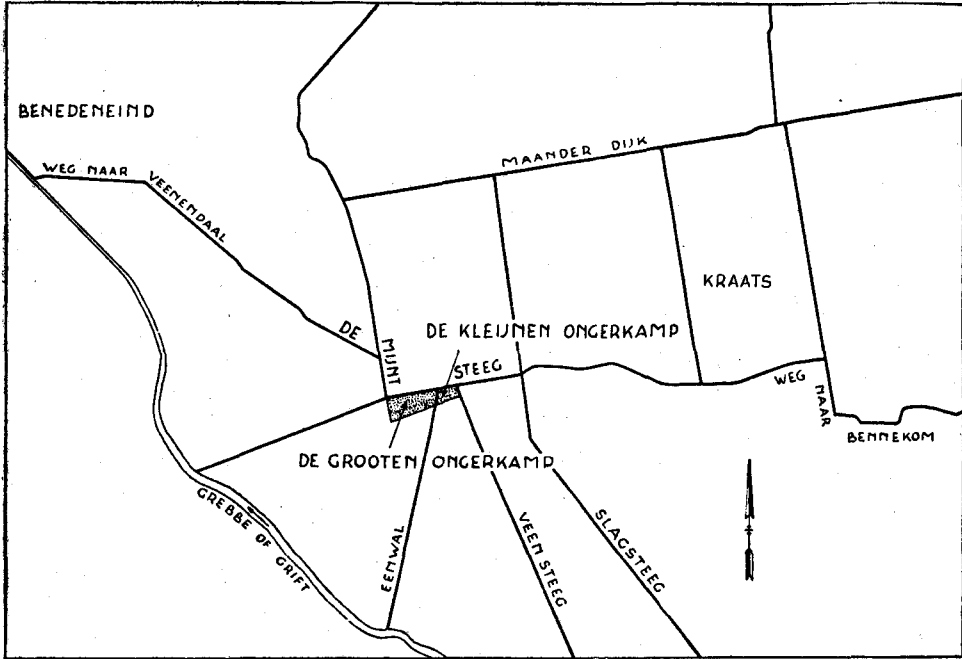 BENEDENEIND
MAANDER DIJK
WEG NAAR VEENENDAAL
KRAATS
DE MIJNT STEEG
DE KLEIJNEN ONGERKAMP
WEG NAAR BENNEKOM
DE GROOTEN ONGERKAMP
GREBBE OF GRIFT
EENWAL
VEEN STEEG
SLAGSTEEG